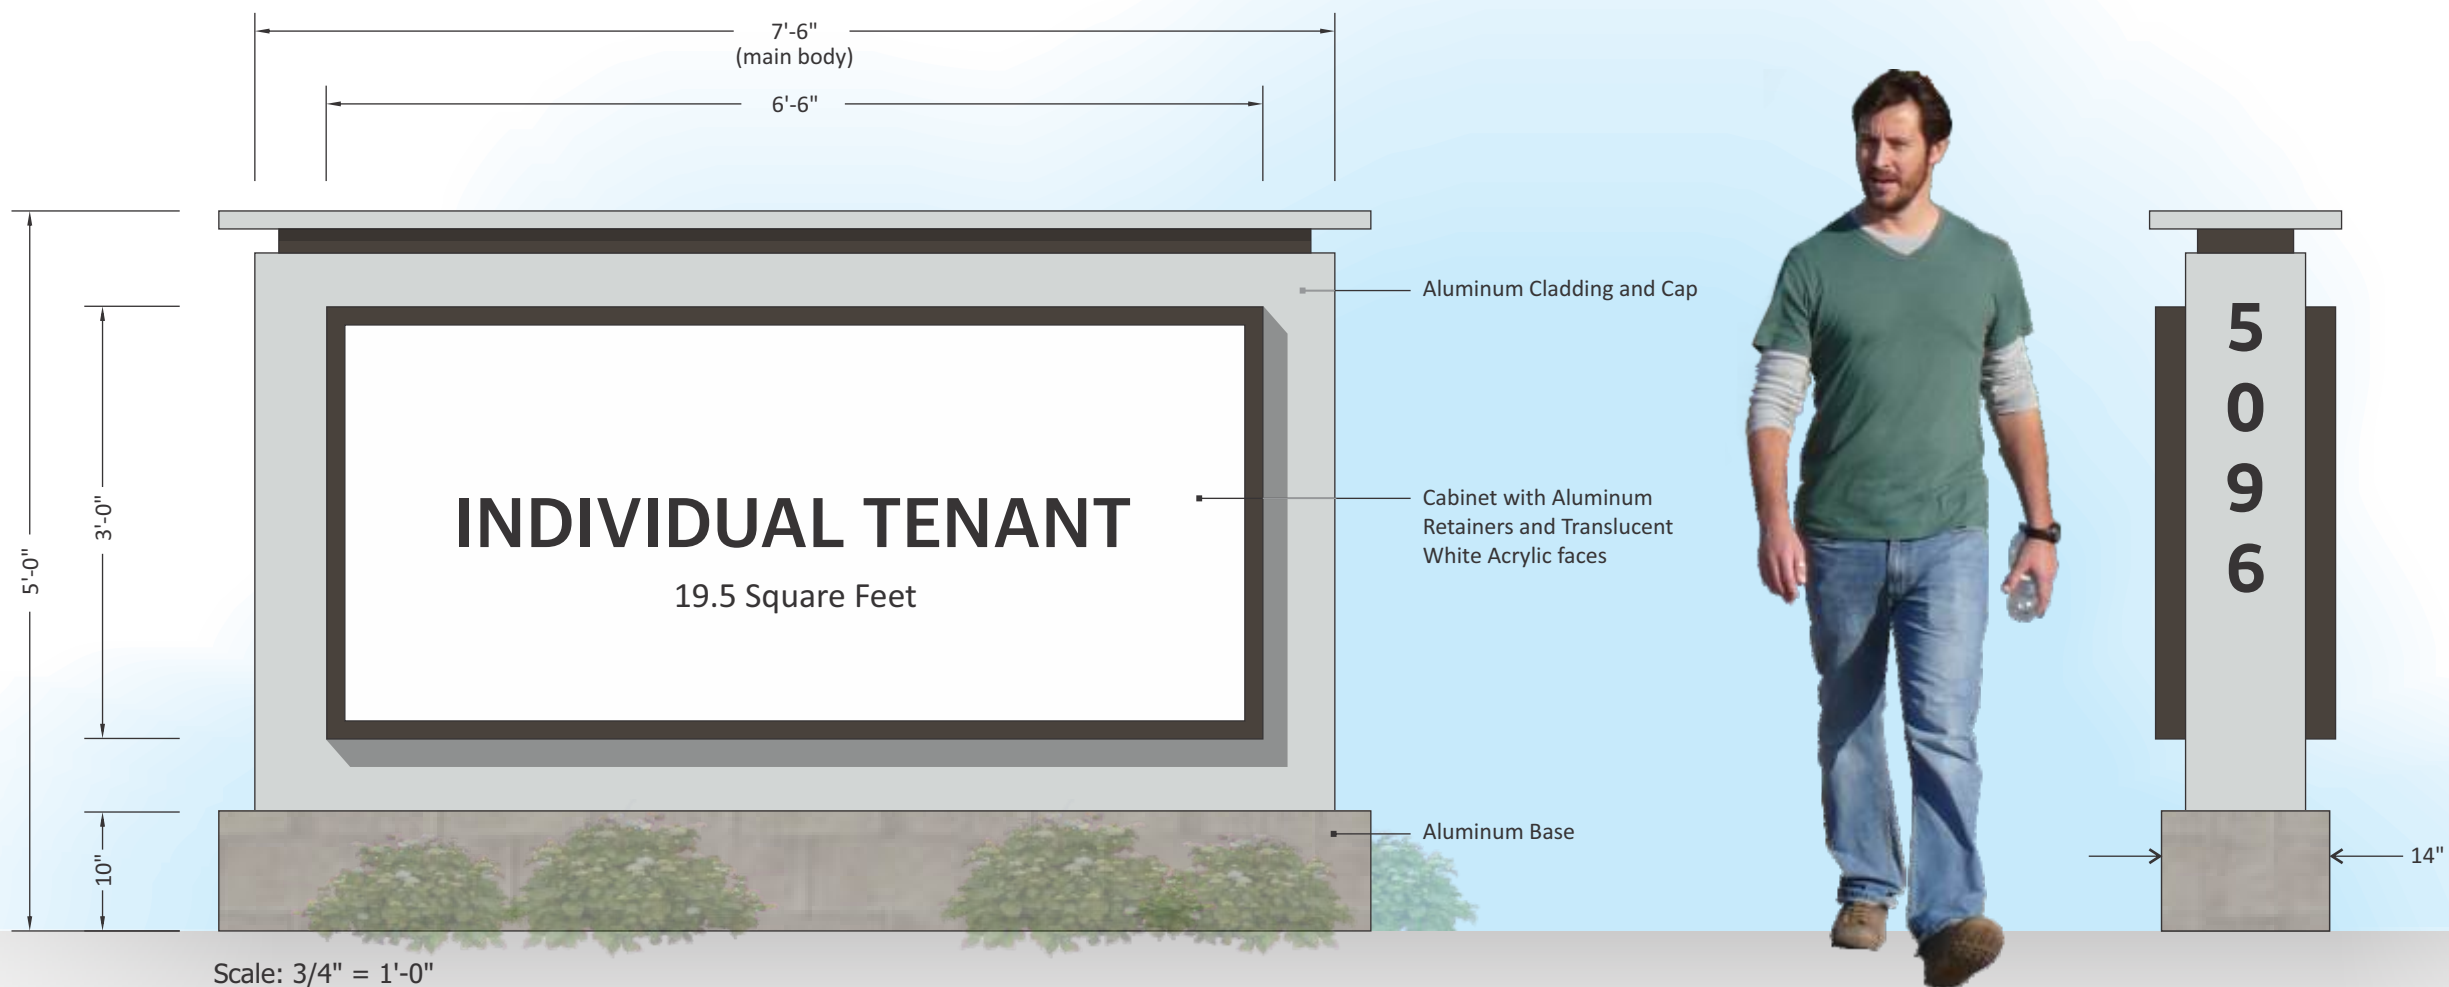 7'-6"
(main body)
6'-6"
5'-0"
3'-0"
10"
INDIVIDUAL TENANT
19.5 Square Feet
Aluminum Cladding and Cap
Cabinet with Aluminum
Retainers and Translucent
White Acrylic faces
Aluminum Base
5
0
9
6
14"
Scale: 3/4" = 1'-0"